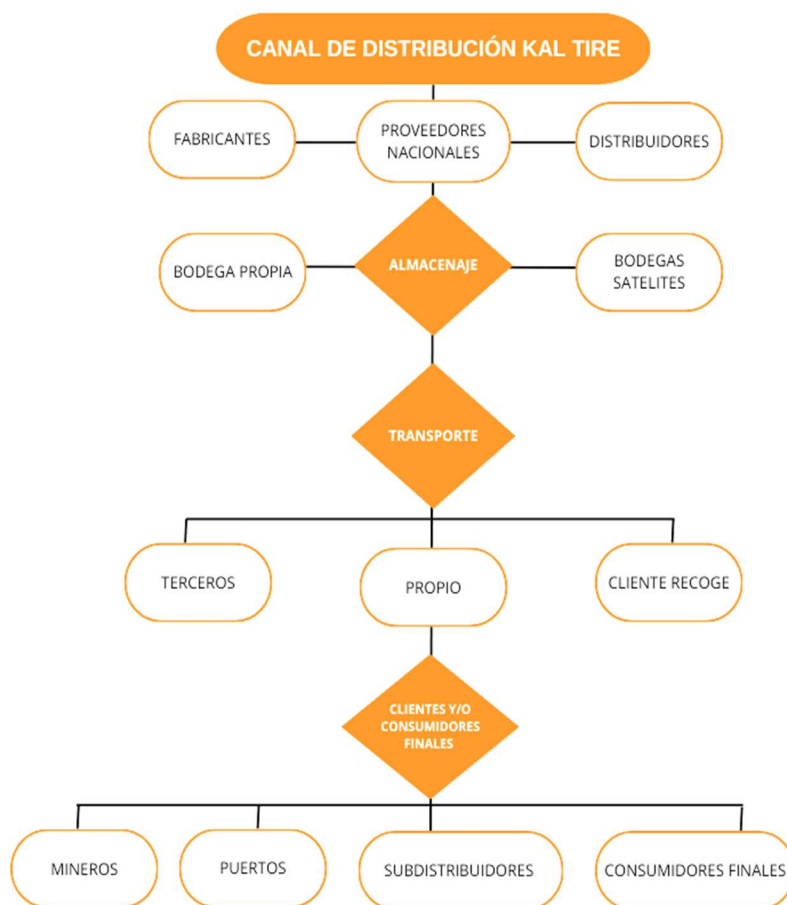 CANAL DE DISTRIBUCIÓN KAL TIRE
FABRICANTES
PROVEEDORES
NACIONALES
DISTRIBUIDORES
BODEGA PROPIA
ALMACENAJE
BODEGAS
SATELITES
TRANSPORTE
TERCEROS
PROPIO
CLIENTE RECOGE
CLIENTES Y/O
CONSUMIDORES
FINALES
MINEROS
PUERTOS
SUBDISTRIBUIDORES
CONSUMIDORES FINALES